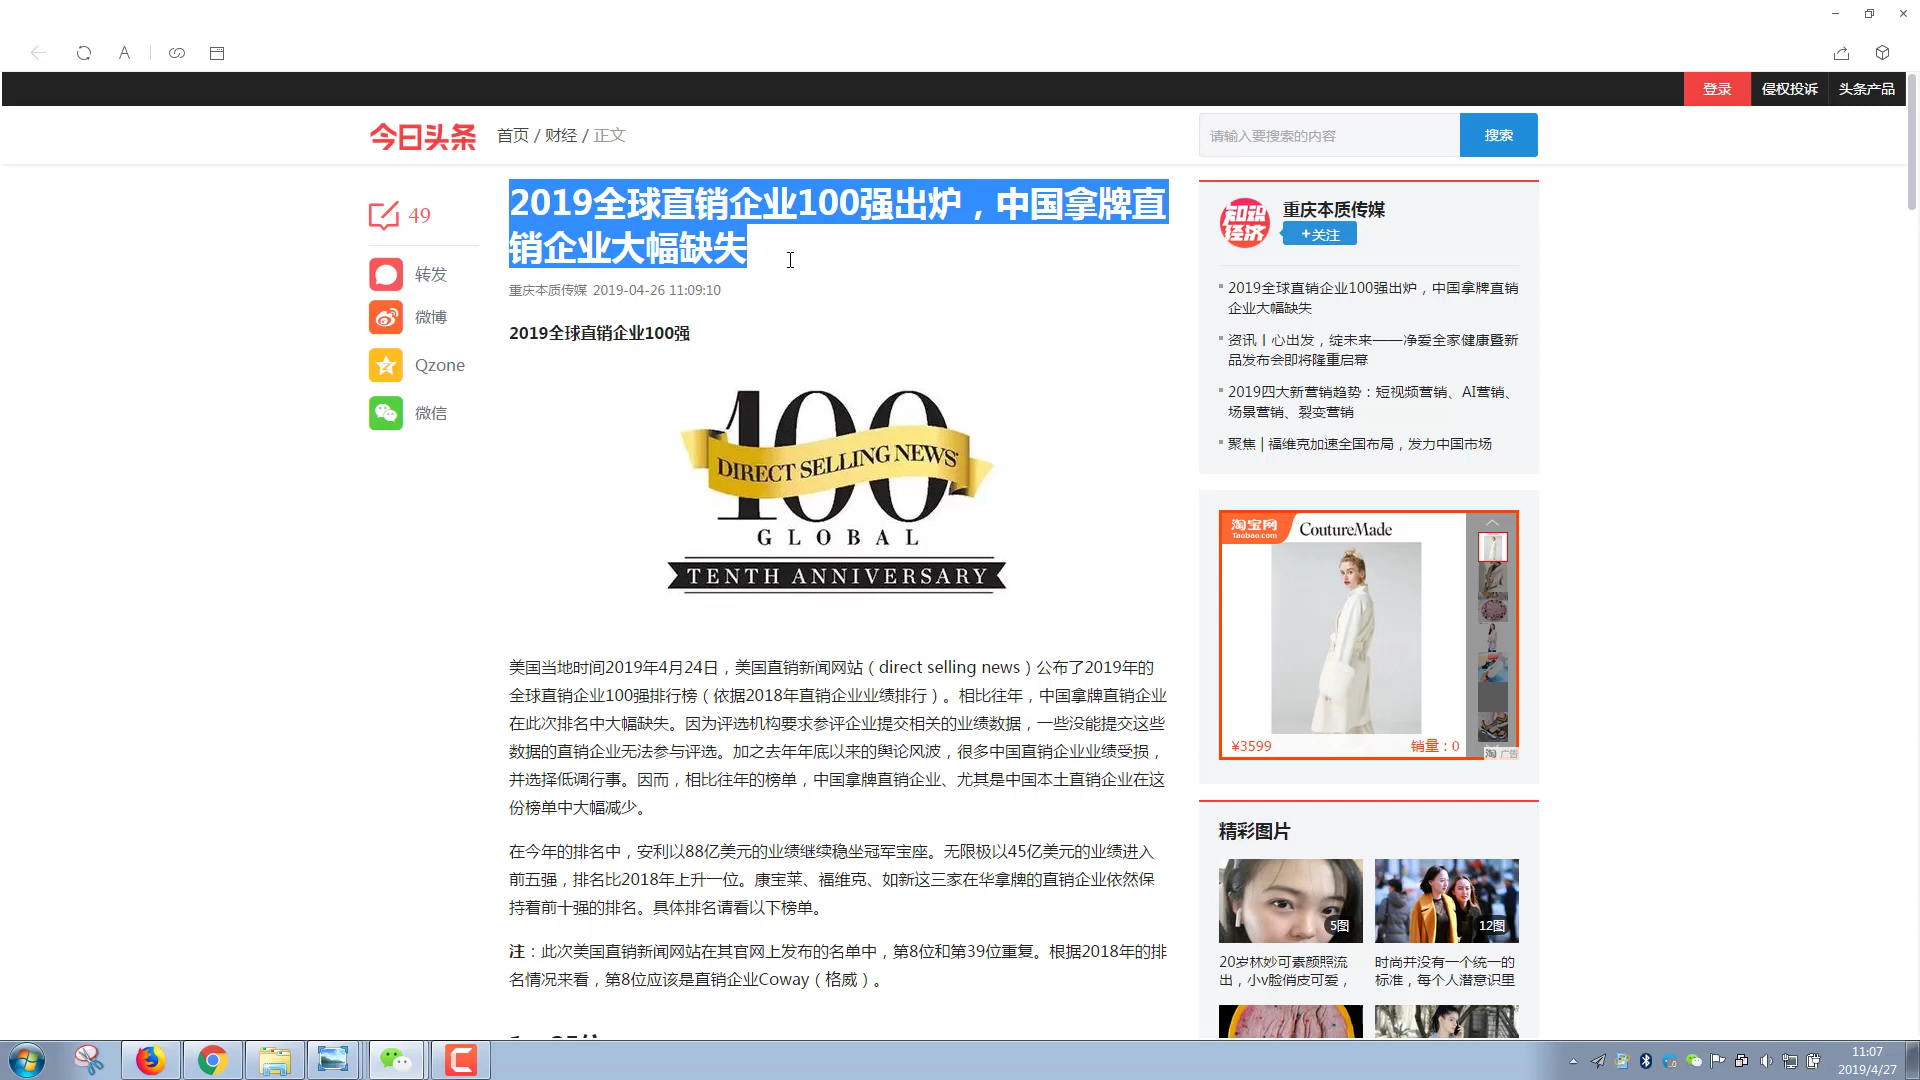 登录
侵权投诉
头条产品
今日头条
首页 / 财经 / 正文
请输入要搜索的内容
搜索
49
转发
微博
Qzone
微信
2019全球直销企业100强出炉，中国拿牌直
销企业大幅缺失
重庆本质传媒 2019-04-26 11:09:10
2019全球直销企业100强
100
DIRECT SELLING NEWS
GLOBAL
TENTH ANNIVERSARY
美国当地时间2019年4月24日，美国直销新闻网站（direct selling news）公布了2019年的
全球直销企业100强排行榜（依据2018年直销企业业绩排行）。相比往年，中国拿牌直销企业
在此次排名中大幅缺失。因为评选机构要求参评企业提交相关的业绩数据，一些没能提交这些
数据的直销企业无法参与评选。加之去年年底以来的舆论风波，很多中国直销企业业绩受损，
并选择低调行事。因而，相比往年的榜单，中国拿牌直销企业、尤其是中国本土直销企业在这
份榜单中大幅减少。
在今年的排名中，安利以88亿美元的业绩继续稳坐冠军宝座。无限极以45亿美元的业绩进入
前五强，排名比2018年上升一位。康宝莱、福维克、如新这三家在华拿牌的直销企业依然保
持着前十强的排名。具体排名请看以下榜单。
注：此次美国直销新闻网站在其官网上发布的名单中，第8位和第39位重复。根据2018年的排
名情况来看，第8位应该是直销企业Coway（格威）。
知识
经济
重庆本质传媒
+关注
2019全球直销企业100强出炉，中国拿牌直销
企业大幅缺失
资讯丨心出发，绽未来——净爱全家健康暨新
品发布会即将隆重启幕
2019四大新营销趋势：短视频营销、AI营销、
场景营销、裂变营销
聚焦 | 福维克加速全国布局，发力中国市场
淘宝网
Taobao.com
CoutureMade
¥3599
销量：0
淘 广告
精彩图片
5图
12图
20岁林妙可素颜照流
出，小v脸俏皮可爱，
时尚并没有一个统一的
标准，每个人潜意识里
11:07
2019/4/27